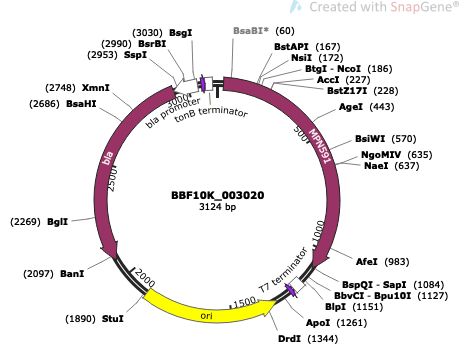 Created with SnapGene®
(3030) BsgI
(2990) BsrBI
(2953) SspI
(2748) XmnI
(2686) BsaHI
(2269) BglI
(2097) BanI
(1890) StuI
BsaBI* (60)
BstAPI (167)
NsiI (172)
BtgI - NcoI (186)
AccI (227)
BstZ17I (228)
AgeI (443)
BsiWI (570)
NgoMIV (635)
NaeI (637)
AfeI (983)
BspQI - SapI (1084)
BbvCI - Bpu10I (1127)
BlpI (1151)
ApoI (1261)
DrdI (1344)
3000
bla promoter
tonB terminator
500
MPN591
1000
T7 terminator
1500
ori
2000
2500
bla
BBF10K_003020
3124 bp